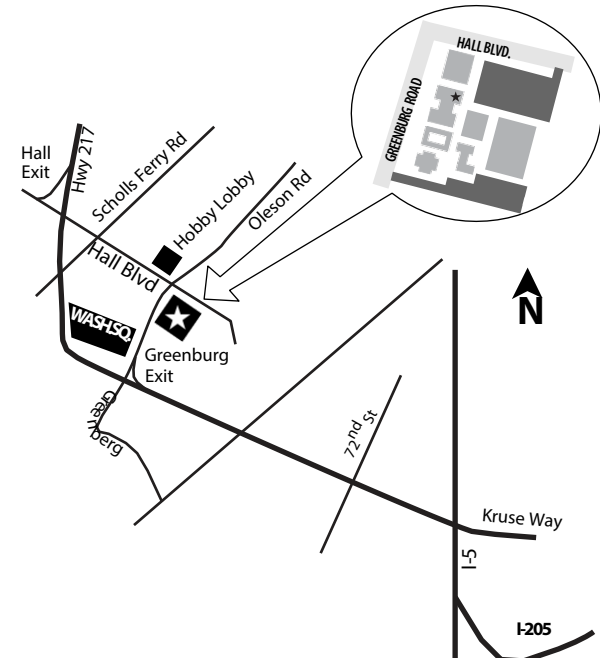 HALL BLVD.
GREENBURG ROAD
Hall
Exit
Hwy 217
Scholls Ferry Rd
Hobby Lobby
Oleson Rd
Hall Blvd
WASH.SQ.
Greenburg
Exit
N
Greenberg
72nd St
Kruse Way
I-5
I-205